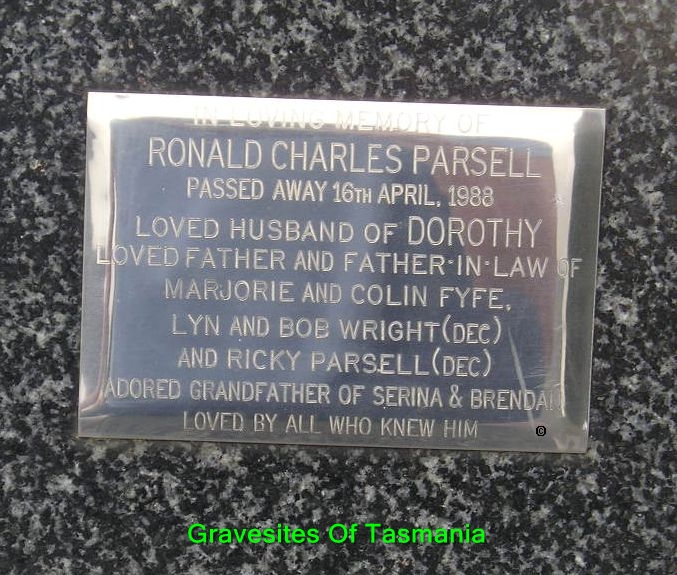 IN LOVING MEMORY OF
RONALD CHARLES PARSELL
PASSED AWAY 16TH APRIL, 1988
LOVED HUSBAND OF DOROTHY
LOVED FATHER AND FATHER-IN-LAW OF
MARJORIE AND COLIN FYFE,
LYN AND BOB WRIGHT(DEC)
AND RICKY PARSELL(DEC)
ADORED GRANDFATHER OF SERINA &
LOVED BY ALL WHO KNEW HIM
©
Gravesites Of Tasmania